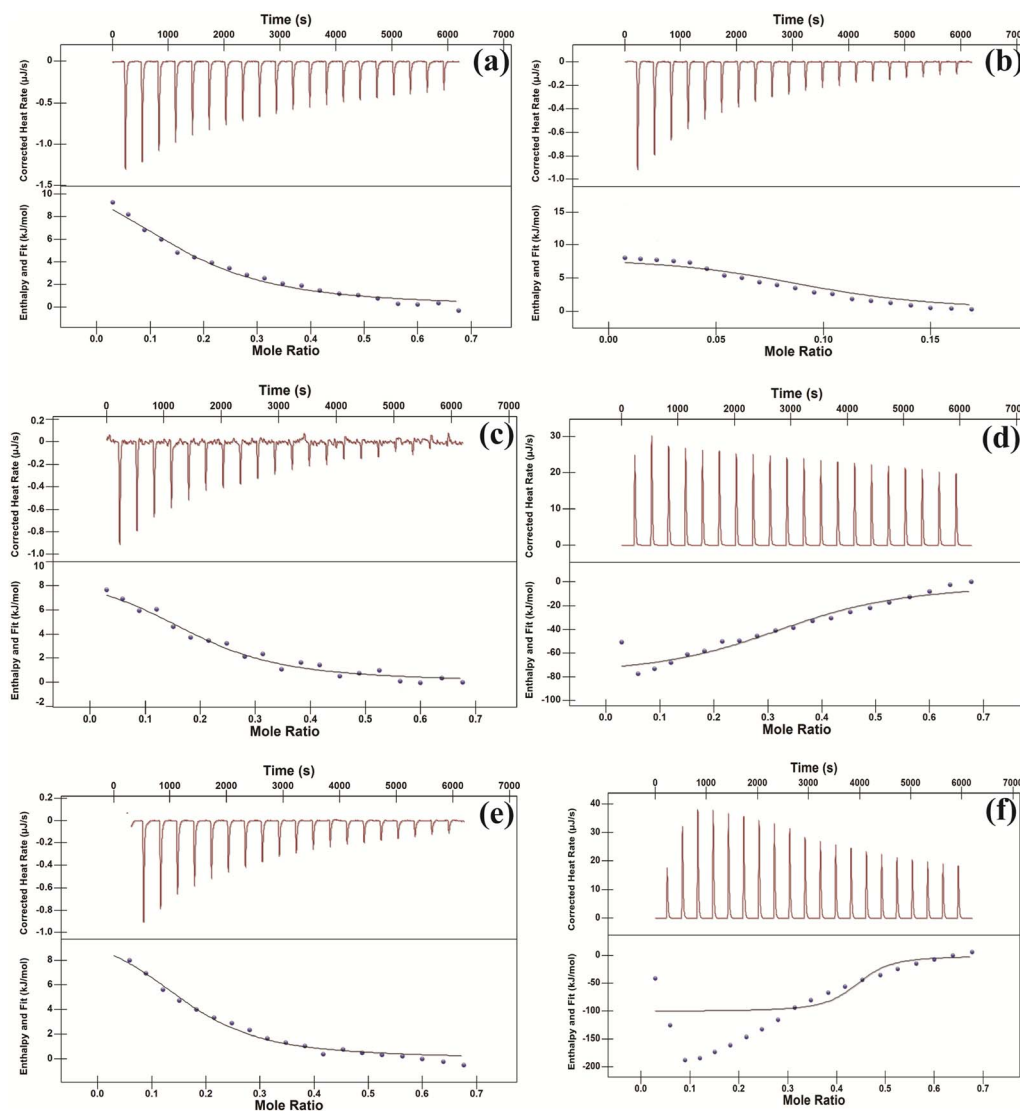 Time (s)
0 1000 2000 3000 4000 5000 6000 7000
(a)
Corrected Heat Rate (µJ/s)
0
-0.5
-1.0
-1.5
Enthalpy and Fit (kJ/mol)
10
8
6
4
2
0
0.0 0.1 0.2 0.3 0.4 0.5 0.6 0.7
Mole Ratio
Time (s)
0 1000 2000 3000 4000 5000 6000 700
(b)
Corrected Heat Rate (µJ/s)
0
-0.2
-0.4
-0.6
-0.8
-1.0
Enthalpy and Fit (kJ/mol)
15
10
5
0
0.00 0.05 0.10 0.15
Mole Ratio
Time (s)
0 1000 2000 3000 4000 5000 6000 7000
(c)
Corrected Heat Rate (µJ/s)
0.2
0
-0.2
-0.4
-0.6
-0.8
-1.0
Enthalpy and Fit (kJ/mol)
10
8
6
4
2
0
-2
0.0 0.1 0.2 0.3 0.4 0.5 0.6 0.7
Mole Ratio
Time (s)
0 1000 2000 3000 4000 5000 6000 700
(d)
Corrected Heat Rate (µJ/s)
30
20
10
0
Enthalpy and Fit (kJ/mol)
0
-20
-40
-60
-80
-100
0.0 0.1 0.2 0.3 0.4 0.5 0.6 0.7
Mole Ratio
Time (s)
0 1000 2000 3000 4000 5000 6000 7000
(e)
Corrected Heat Rate (µJ/s)
0.2
0
-0.2
-0.4
-0.6
-0.8
-1.0
Enthalpy and Fit (kJ/mol)
8
6
4
2
0
0.0 0.1 0.2 0.3 0.4 0.5 0.6 0.7
Mole Ratio
Time (s)
0 1000 2000 3000 4000 5000 6000 700
(f)
Corrected Heat Rate (µJ/s)
40
30
20
10
0
Enthalpy and Fit (kJ/mol)
0
-50
-100
-150
-200
0.0 0.1 0.2 0.3 0.4 0.5 0.6 0.7
Mole Ratio